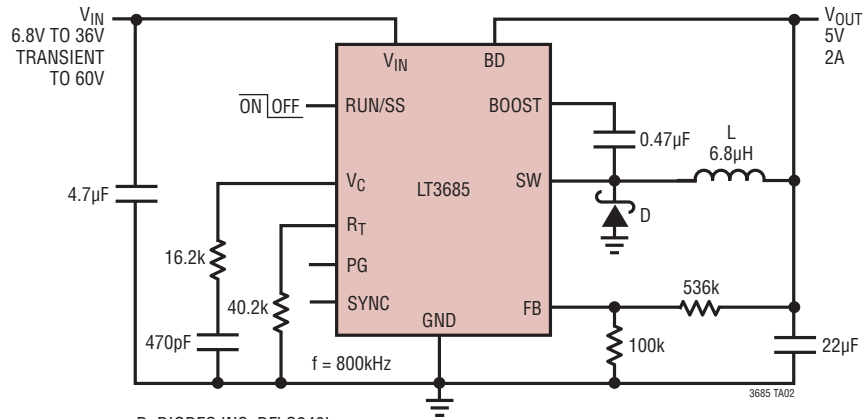 VIN
6.8V TO 36V
TRANSIENT
TO 60V
VOUT
5V
2A
VIN
BD
ON OFF
RUN/SS
BOOST
0.47µF
L
6.8µH
4.7µF
VC
LT3685
SW
D
RT
16.2k
PG
40.2k
SYNC
FB
536k
GND
470pF
f = 800kHz
100k
22µF
3685 TA02